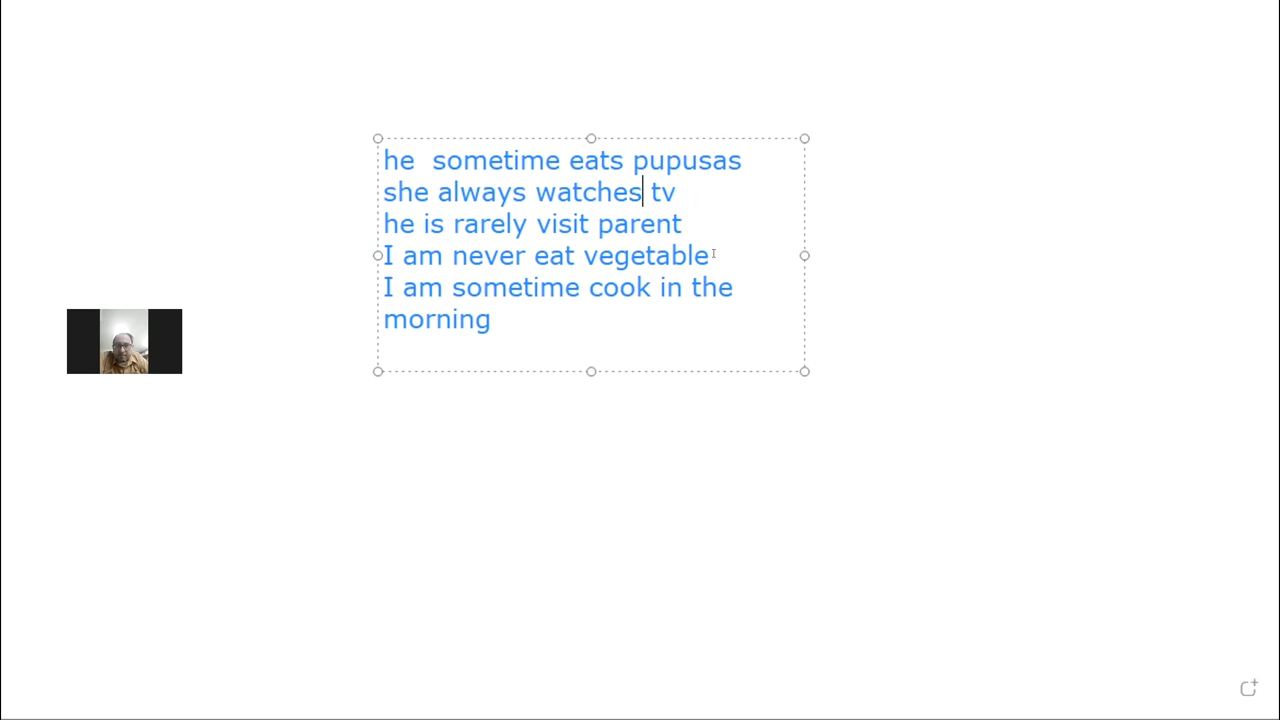 he  sometime eats pupusas
she always watches tv
he is rarely visit parent
I am never eat vegetable
I am sometime cook in the
morning